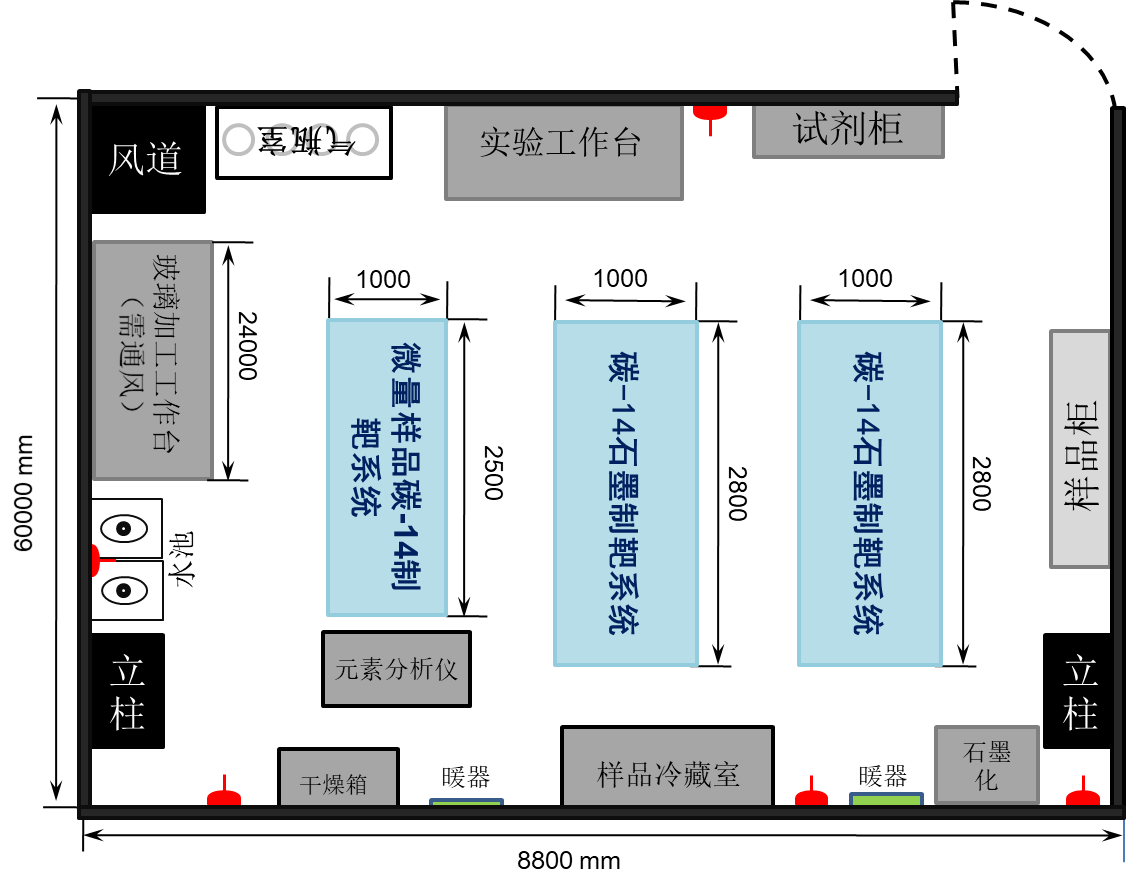 风道
气瓶室
实验工作台
试剂柜
玻璃加工工作台
（需通风）
24000
1000
1000
1000
微量样品碳-14制
靶系统
2500
碳-14石墨制靶系统
2800
碳-14石墨制靶系统
2800
样品柜
60000 mm
水池
立
柱
元素分析仪
立
柱
干燥箱
暖器
样品冷藏室
暖器
石墨
化
8800 mm